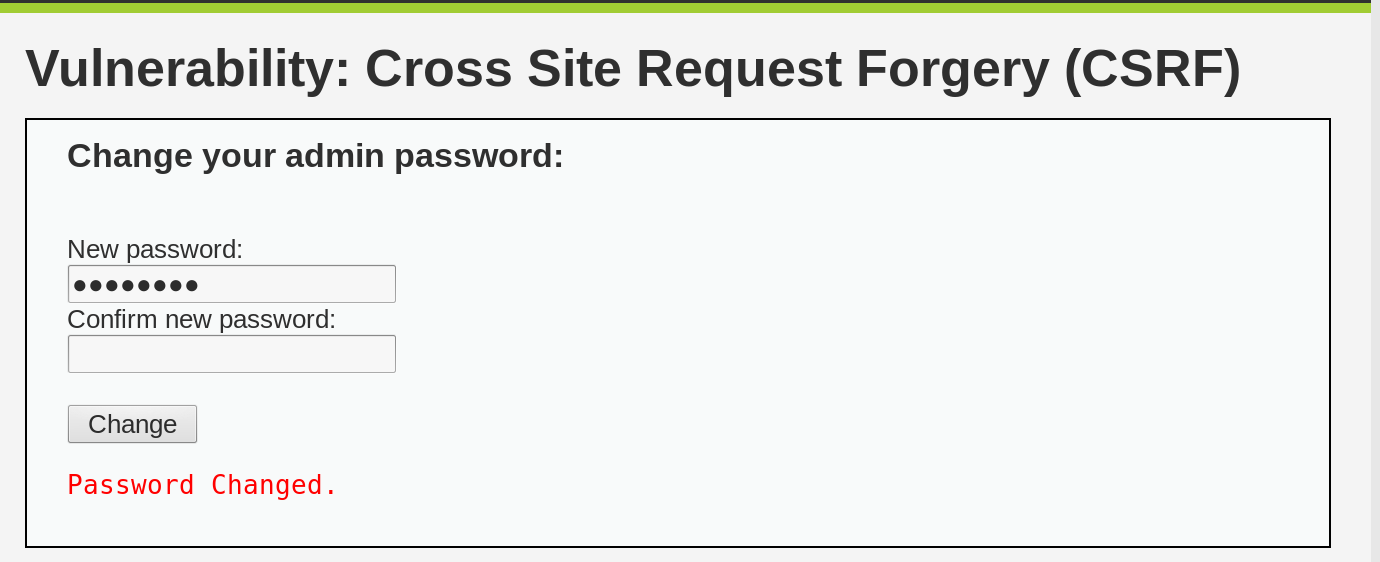 Vulnerability: Cross Site Request Forgery (CSRF)
Change your admin password:
New password:
●●●●●●●●
Confirm new password:
Change
Password Changed.